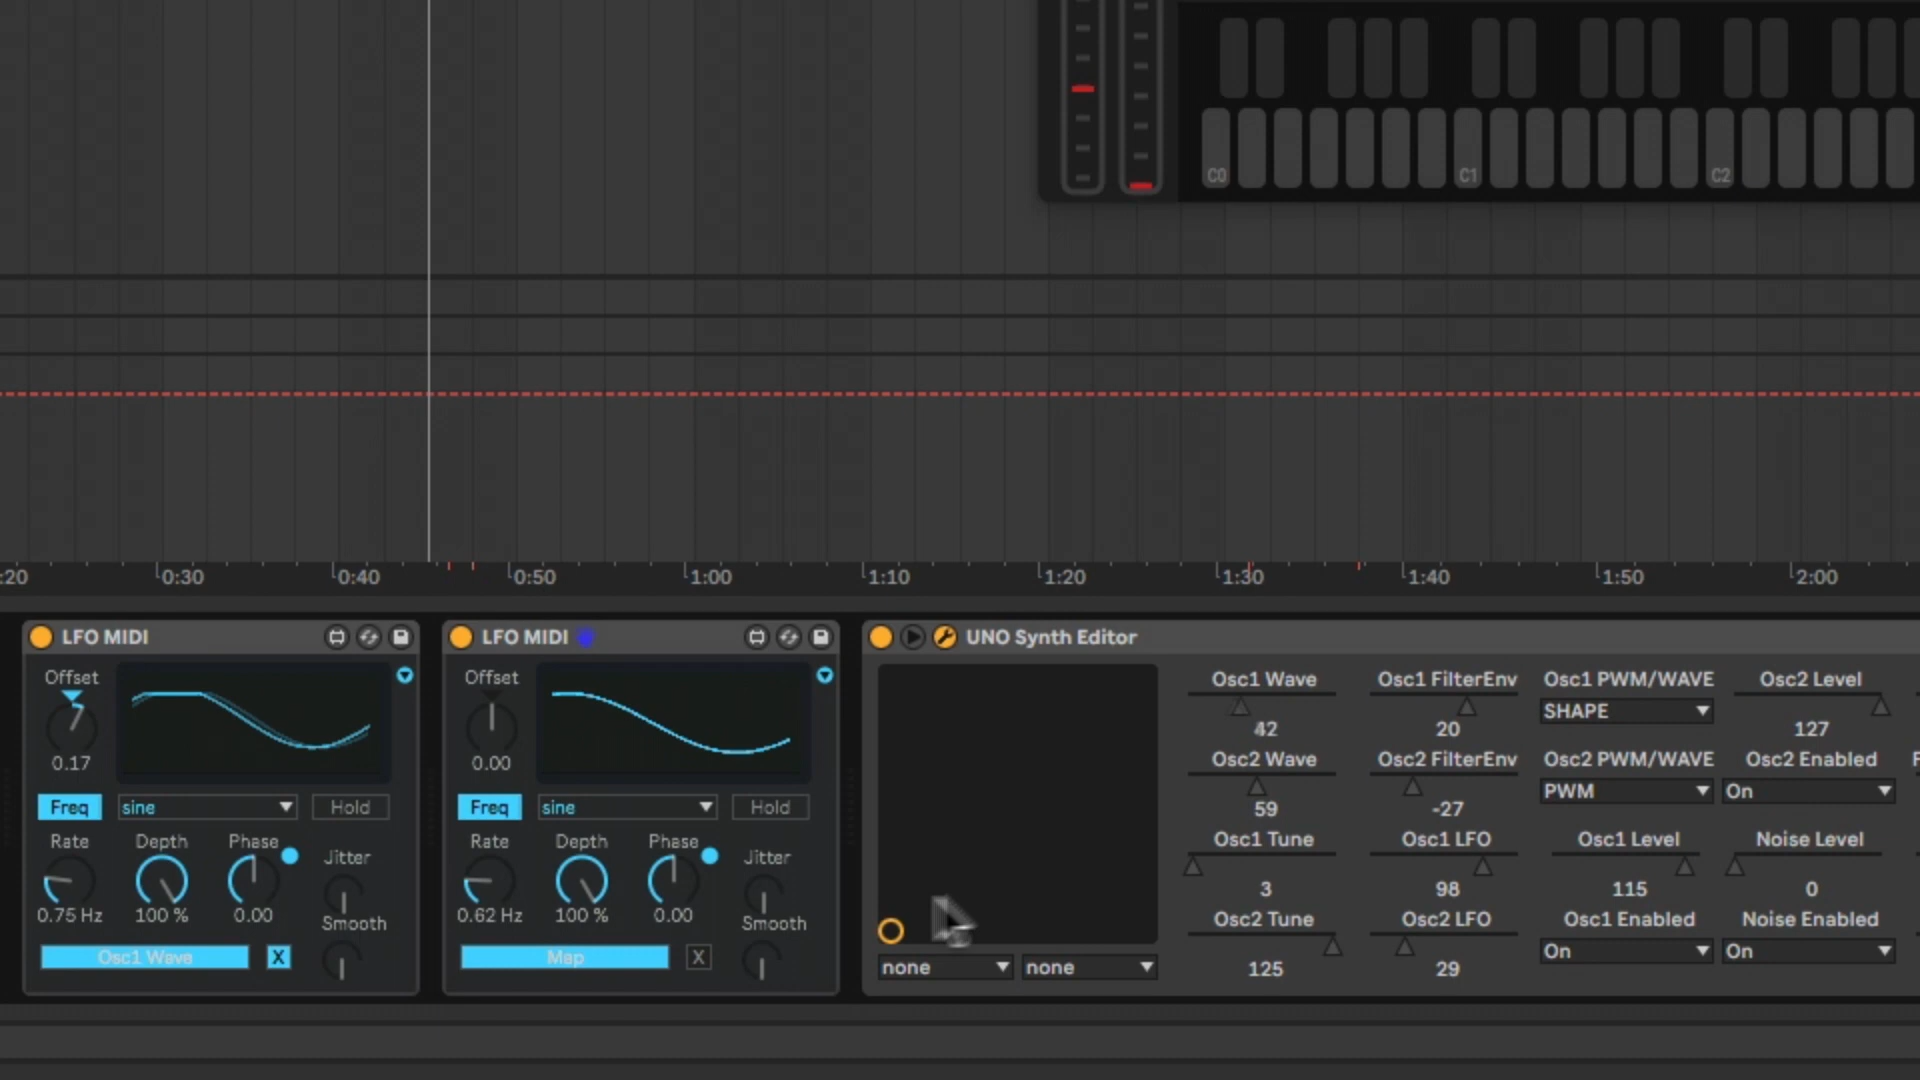 C0
C1
C2
:20
0:30
0:40
0:50
1:00
1:10
1:20
1:30
1:40
1:50
2:00
LFO MIDI
Offset
0.17
Freq
sine
Hold
Rate
Depth
Phase
Jitter
0.75 Hz
100 %
0.00
Smooth
Osc1 Wave
X
LFO MIDI
Offset
0.00
Freq
sine
Hold
Rate
Depth
Phase
Jitter
0.62 Hz
100 %
0.00
Smooth
Map
X
UNO Synth Editor
none
none
Osc1 Wave
42
Osc2 Wave
59
Osc1 Tune
3
Osc2 Tune
125
Osc1 FilterEnv
20
Osc2 FilterEnv
-27
Osc1 LFO
98
Osc2 LFO
29
Osc1 PWM/WAVE
SHAPE
Osc2 PWM/WAVE
PWM
Osc1 Level
115
Osc1 Enabled
On
Osc2 Level
127
Osc2 Enabled
On
Noise Level
0
Noise Enabled
On